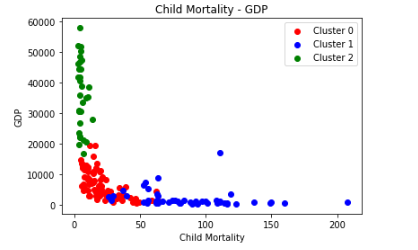 Child Mortality - GDP
Cluster 0
Cluster 1
Cluster 2
60000
50000
40000
30000
20000
10000
0
GDP
0
50
100
150
200
Child Mortality